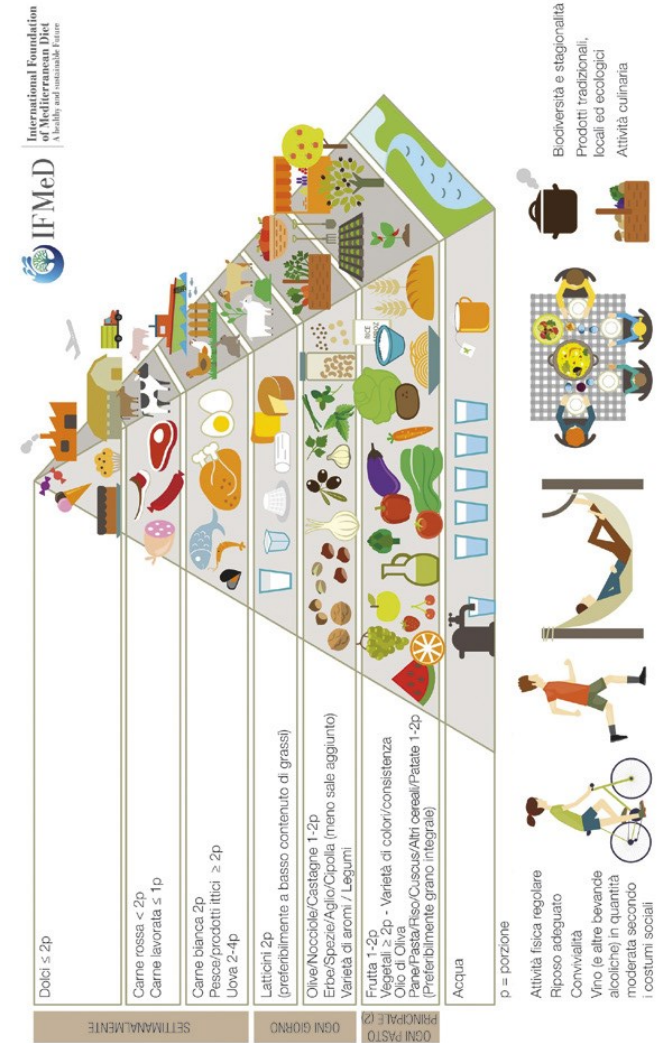 IFMeD
International Foundation
of Mediterranean Diet
A healthy and sustainable Future
SETTIMANALMENTE
Dolci ≤ 2p
Carne rossa < 2p
Carne lavorata ≤ 1p
Carne bianca 2p
Pesce/prodotti ittici ≥ 2p
Uova 2-4p
OGNI GIORNO
Latticini 2p
(preferibilmente a basso contenuto di grassi)
Olive/Nocciole/Castagne 1-2p
Erbe/Spezie/Aglio/Cipolla (meno sale aggiunto)
Varietà di aromi / Legumi
OGNI PASTO
PRINCIPALE (2)
Frutta 1-2p
Vegetali ≥ 2p - Varietà di colori/consistenza
Olio di Oliva
Pane/Pasta/Riso/Cuscus/Altri cereali/Patate 1-2p
(Preferibilmente grano integrale)
Acqua
RICE
ARROZ
p = porzione
Attività fisica regolare
Riposo adeguato
Convivialità
Vino (e altre bevande
alcoliche) in quantità
moderata secondo
i costumi sociali
Biodiversità e stagionalità
Prodotti tradizionali,
locali ed ecologici
Attività culinaria